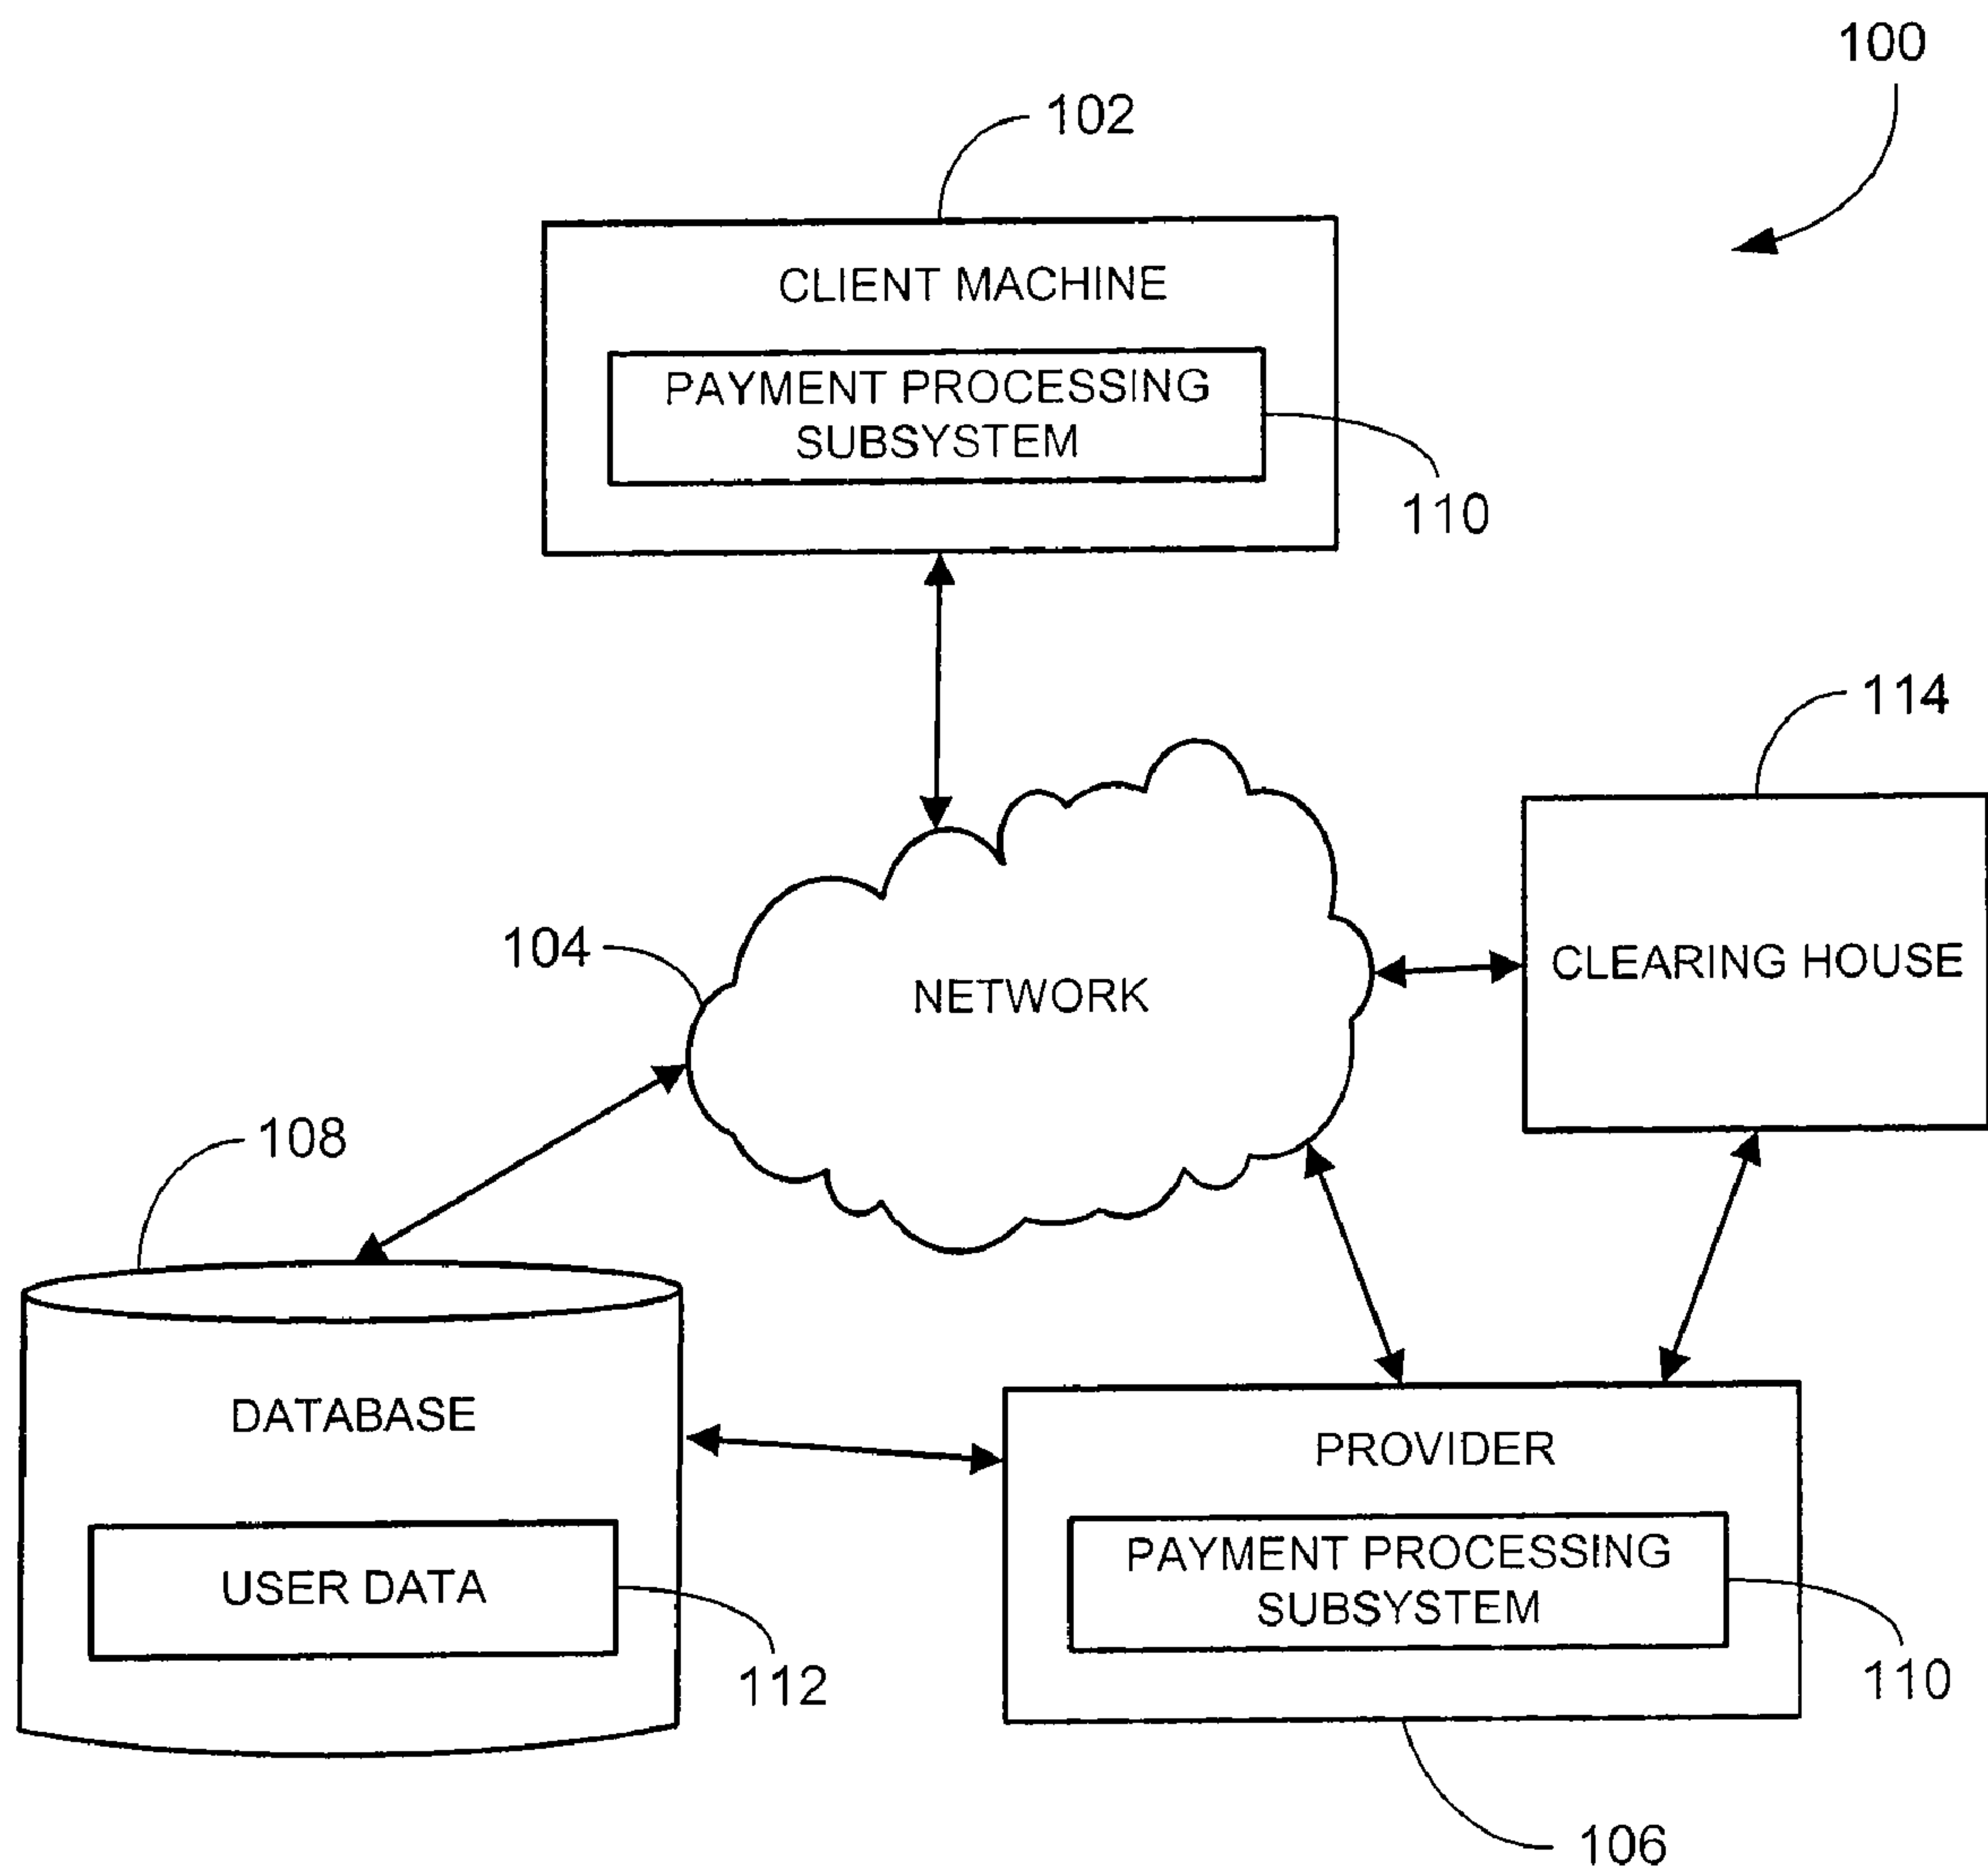 100
102
CLIENT MACHINE
PAYMENT PROCESSING
SUBSYSTEM
110
114
104
NETWORK
CLEARING HOUSE
108
DATABASE
PROVIDER
USER DATA
PAYMENT PROCESSING
SUBSYSTEM
112
110
106